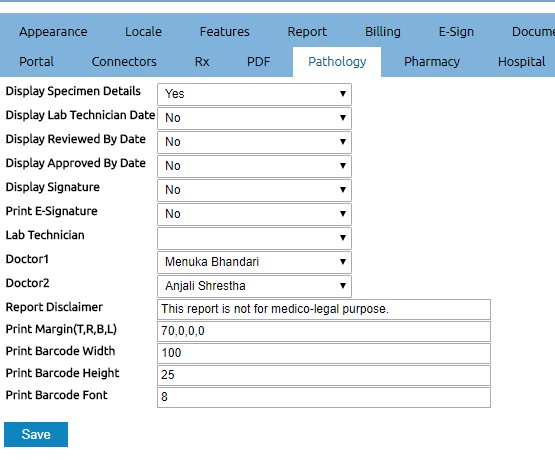 Appearance Locale Features Report Billing E-Sign Docume
Portal Connectors Rx PDF Pathology Pharmacy Hospital
Display Specimen Details Yes
Display Lab Technician Date No
Display Reviewed By Date No
Display Approved By Date No
Display Signature No
Print E-Signature No
Lab Technician
Doctor1 Menuka Bhandari
Doctor2 Anjali Shrestha
Report Disclaimer This report is not for medico-legal purpose.
Print Margin(T,R,B,L) 70,0,0,0
Print Barcode Width 100
Print Barcode Height 25
Print Barcode Font 8
Save